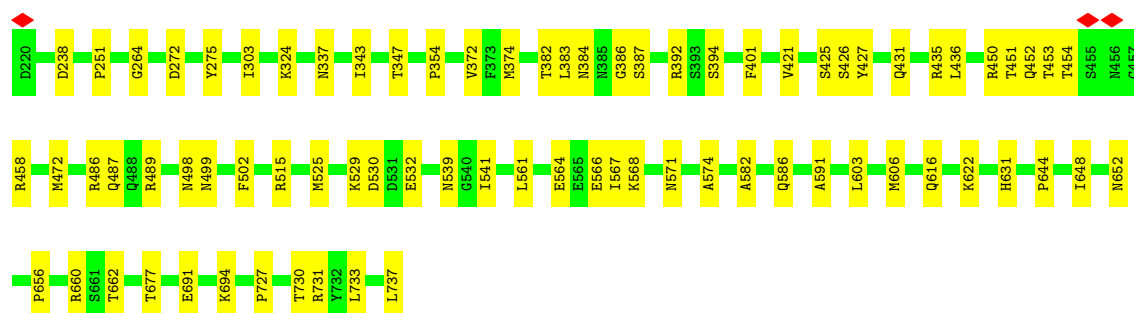 D220 D238 P251 G264 D272 Y275 I303 K324 N337 I343 T347 P354 V372 F373 M374 T382 L383 N384 N385 G386 S387 R392 S393 S394 F401 V421 S425 S426 Y427 Q431 R435 L436 R450 T451 Q452 T453 T454 S455 N456 G457
R458 M472 R486 Q487 Q488 R489 N498 N499 F502 R515 M525 K529 D530 D531 E532 N539 G540 I541 L561 E564 E565 E566 I567 K568 N571 A574 A582 Q586 A591 L603 M606 Q616 K622 H631 P644 I648 N652
P656 R660 S661 T662 T677 E691 K694 P727 T730 R731 Y732 L733 L737